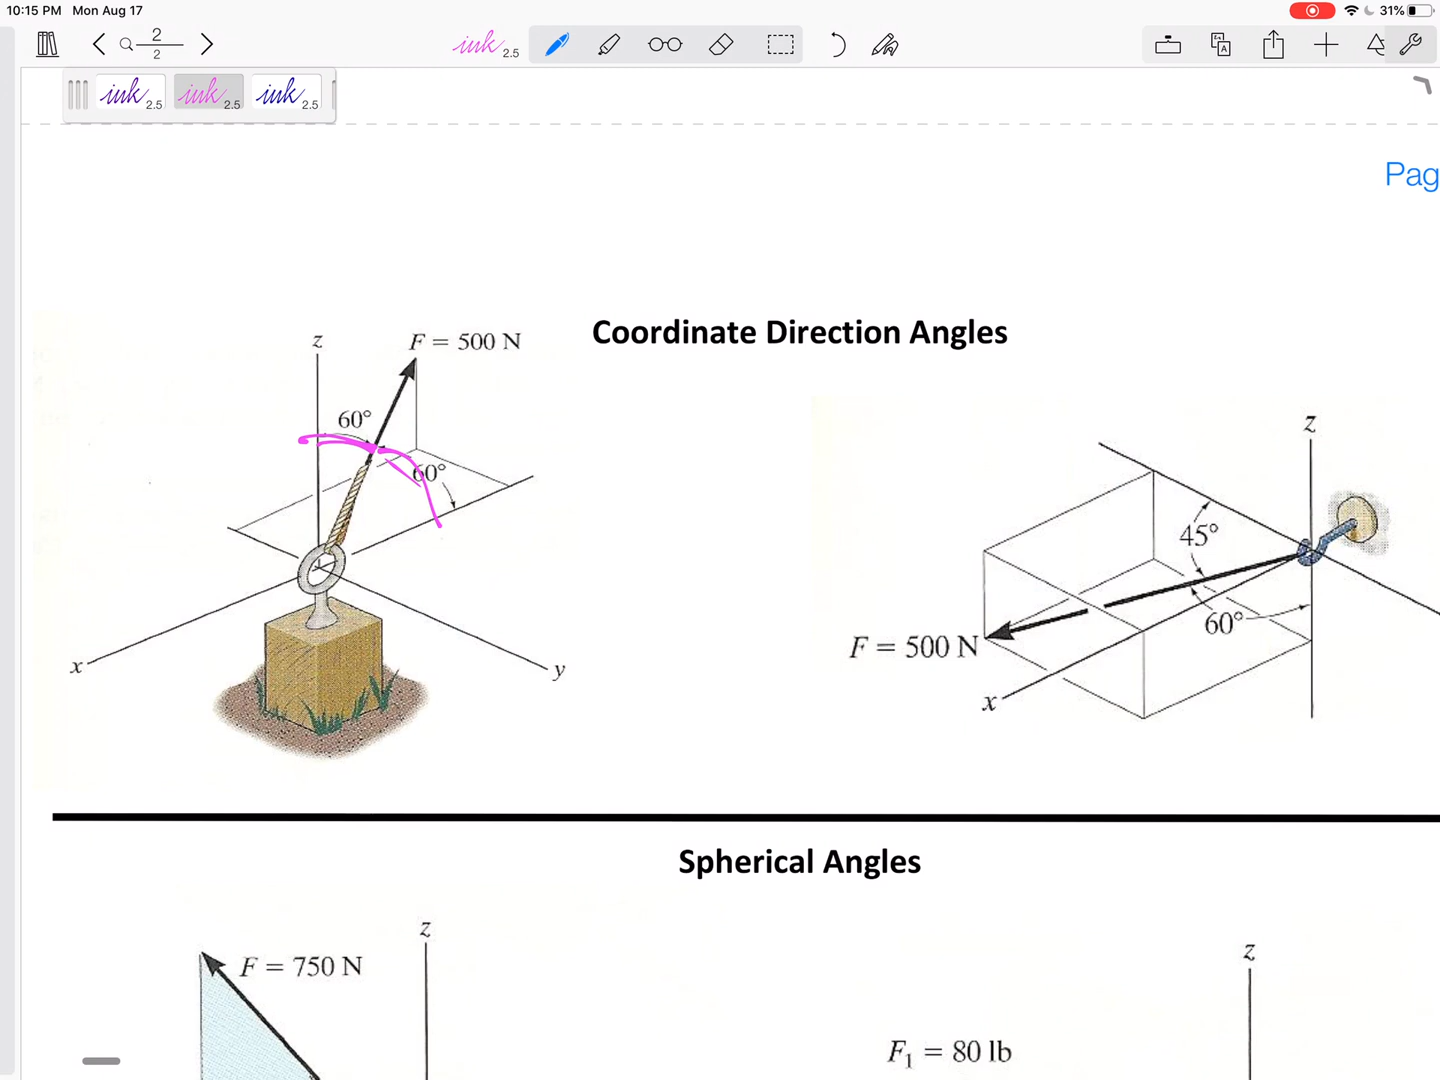 10:15 PM Mon Aug 17
31%
2
2
ink 2.5
ink 2.5
ink 2.5
ink 2.5
Pag
Coordinate Direction Angles
z
F = 500 N
60°
60°
x
y
z
45°
60°
F = 500 N
x
Spherical Angles
z
F = 750 N
z
F₁ = 80 lb